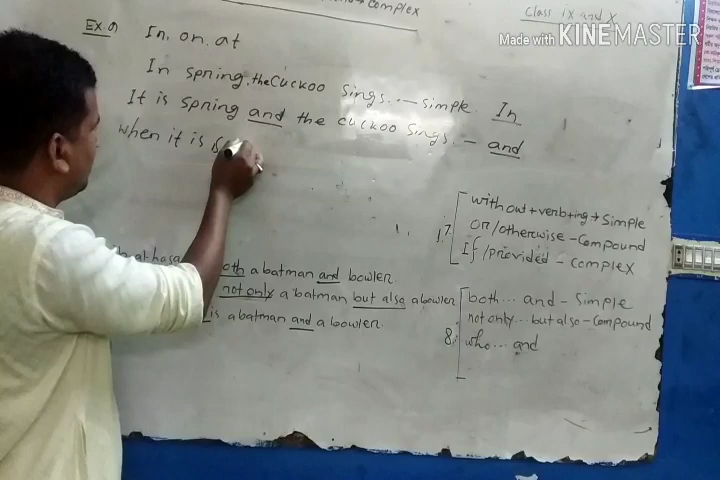 complex
class ix and x
Made with KINEMASTER
Ex. 9) In, on, at
In spring, the cuckoo sings. - simple. In
It is spring and the cuckoo sings. - and
when it is
without + verb+ing + simple
7. or/otherwise - compound
If/provided - complex
both a batman and bowler
not only a batman but also a bowler
is a batman and a bowler
both... and - simple
not only... but also - compound
8. who... and